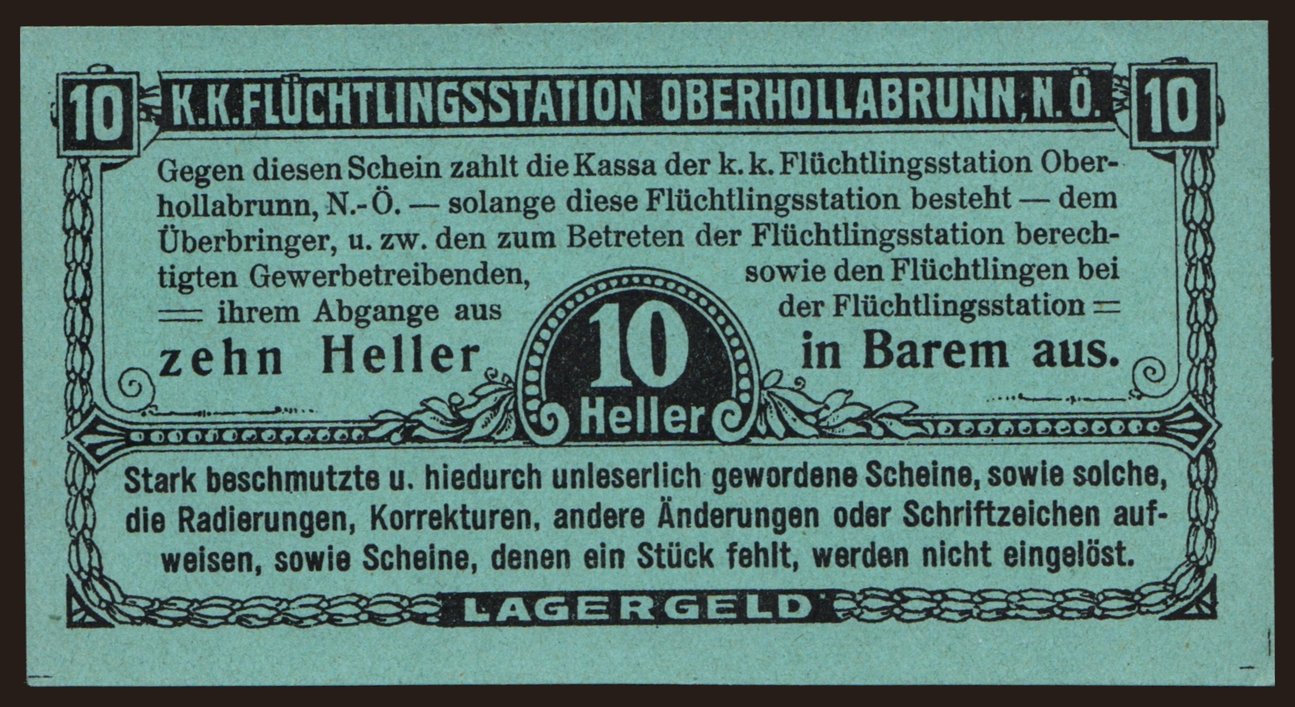 10 K.K.FLÜCHTLINGSSTATION OBERHOLLABRUNN, N.Ö. 10
Gegen diesen Schein zahlt die Kassa der k. k. Flüchtlingsstation Ober-
hollabrunn, N.-Ö. — solange diese Flüchtlingsstation besteht — dem
Überbringer, u. zw. den zum Betreten der Flüchtlingsstation berech-
tigten Gewerbetreibenden, sowie den Flüchtlingen bei
ihrem Abgange aus der Flüchtlingsstation
zehn Heller in Barem aus.
10
Heller
Stark beschmutzte u. hiedurch unleserlich gewordene Scheine, sowie solche,
die Radierungen, Korrekturen, andere Änderungen oder Schriftzeichen auf-
weisen, sowie Scheine, denen ein Stück fehlt, werden nicht eingelöst.
LAGERGELD